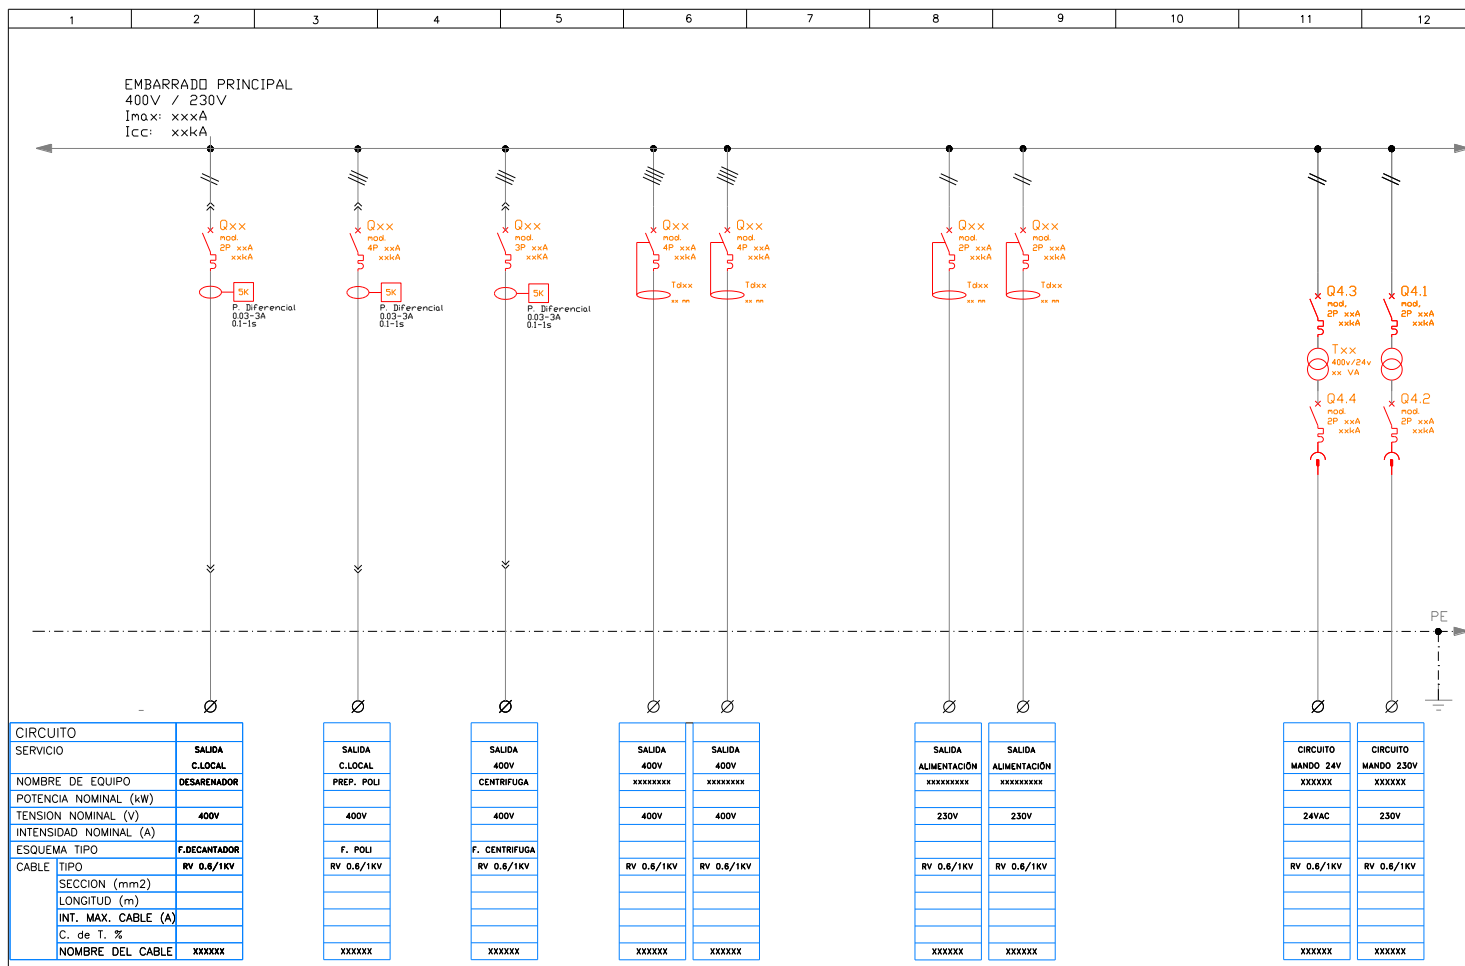 1 2 3 4 5 6 7 8 9 10 11 12
EMBARRADO PRINCIPAL
400V / 230V
Imax: xxxA
Icc: xxkA
Qxx
mod.
2P xxA
xxkA
5K
P. Diferencial
0.03-3A
0.1-1s
Qxx
mod.
4P xxA
xxkA
5K
P. Diferencial
0.03-3A
0.1-1s
Qxx
mod.
3P xxA
xxKA
5K
P. Diferencial
0.03-3A
0.1-1s
Qxx
mod.
4P xxA
xxkA
Tdxx
xx mm
Qxx
mod.
4P xxA
xxkA
Tdxx
xx mm
Qxx
mod.
2P xxA
xxkA
Tdxx
xx mm
Qxx
mod.
2P xxA
xxkA
Tdxx
xx mm
Q4.3
mod.
2P xxA
xxkA
Txx
400v/24v
xx VA
Q4.4
mod.
2P xxA
xxkA
Q4.1
mod.
2P xxA
xxkA
Q4.2
mod.
2P xxA
xxkA
PE
CIRCUITO
SERVICIO SALIDA SALIDA SALIDA SALIDA SALIDA SALIDA SALIDA CIRCUITO CIRCUITO
C.LOCAL C.LOCAL 400V 400V 400V ALIMENTACIÓN ALIMENTACIÓN MANDO 24V MANDO 230V
NOMBRE DE EQUIPO DESARENADOR PREP. POLI CENTRIFUGA xxxxxxxx xxxxxxxx xxxxxxxxx xxxxxxxxx XXXXXX XXXXXX
POTENCIA NOMINAL (kW)
TENSION NOMINAL (V) 400V 400V 400V 400V 400V 230V 230V 24VAC 230V
INTENSIDAD NOMINAL (A)
ESQUEMA TIPO F.DECANTADOR F. POLI F. CENTRIFUGA
CABLE TIPO RV 0.6/1KV RV 0.6/1KV RV 0.6/1KV RV 0.6/1KV RV 0.6/1KV RV 0.6/1KV RV 0.6/1KV RV 0.6/1KV RV 0.6/1KV
SECCION (mm2)
LONGITUD (m)
INT. MAX. CABLE (A)
C. de T. %
NOMBRE DEL CABLE XXXXXX XXXXXX XXXXXX XXXXXX XXXXXX XXXXXX XXXXXX XXXXXX XXXXXX